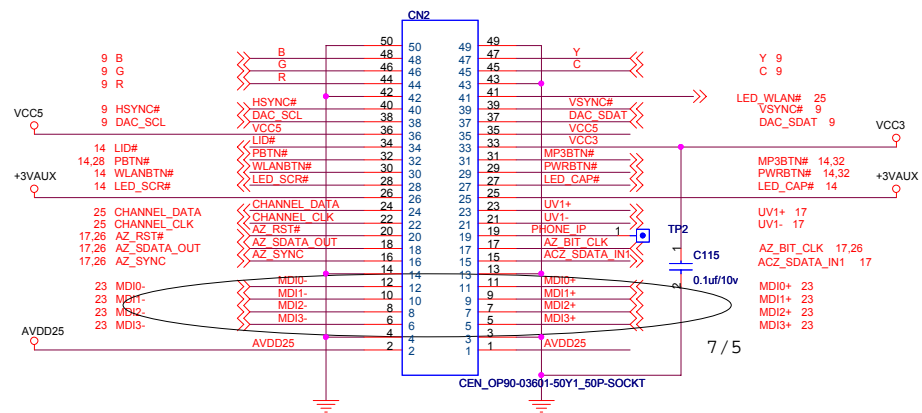 CN2
50 50 49 49
9 B B 48 48 47 47 Y Y 9
9 G G 46 46 45 45 C C 9
9 R R 44 44 43 43
42 42 41 41 LED_WLAN# 25
9 HSYNC# HSYNC# 40 40 39 39 VSYNC# VSYNC# 9
VCC5 9 DAC_SCL DAC_SCL 38 38 37 37 DAC_SDAT DAC_SDAT 9 VCC3
VCC5 36 36 35 35 VCC5
14 LID# LID# 34 34 33 33 VCC3
14,28 PBTN# PBTN# 32 32 31 31 MP3BTN# MP3BTN# 14,32
14 WLANBTN# WLANBTN# 30 30 29 29 PWRBTN# PWRBTN# 14,32
+3VAUX 14 LED_SCR# LED_SCR# 28 28 27 27 LED_CAP# LED_CAP# 14 +3VAUX
26 26 25 25
25 CHANNEL_DATA CHANNEL_DATA 24 24 23 23 UV1+ UV1+ 17
25 CHANNEL_CLK CHANNEL_CLK 22 22 21 21 UV1- UV1- 17
17,26 AZ_RST# AZ_RST# 20 20 19 19 PHONE_IP 1 TP2
17,26 AZ_SDATA_OUT AZ_SDATA_OUT 18 18 17 17 AZ_BIT_CLK 1 AZ_BIT_CLK 17,26
17,26 AZ_SYNC AZ_SYNC 16 16 15 15 ACZ_SDATA_IN1 C115 ACZ_SDATA_IN1 17
14 14 13 13 0.1uf/10v
23 MDI0- MDI0- 12 12 11 11 MDI0+ 2 MDI0+ 23
23 MDI1- MDI1- 10 10 9 9 MDI1+ MDI1+ 23
23 MDI2- MDI2- 8 8 7 7 MDI2+ MDI2+ 23
23 MDI3- MDI3- 6 6 5 5 MDI3+ MDI3+ 23
AVDD25 4 4 3 3
AVDD25 2 2 1 1 AVDD25 7/5
CEN_OP90-03601-50Y1_50P-SOCKT